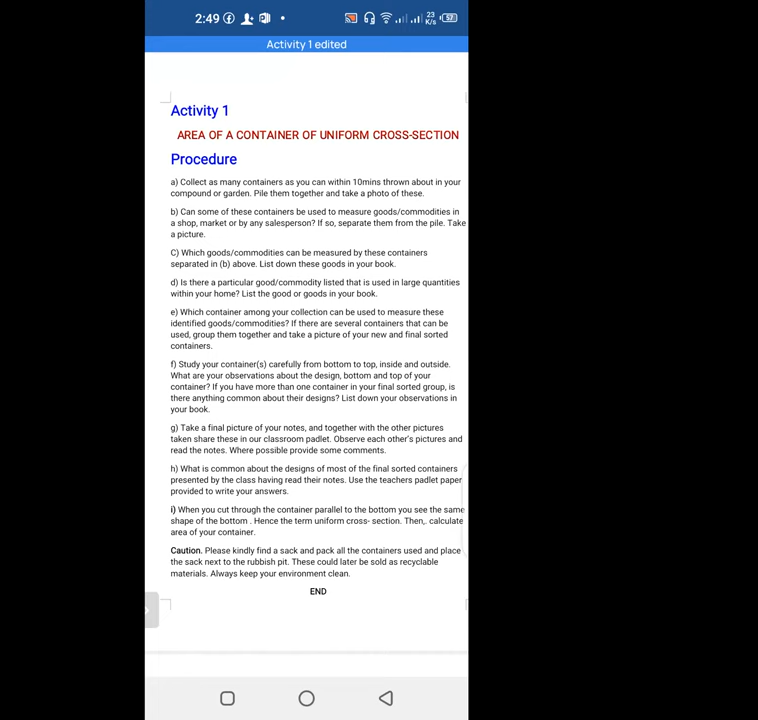 2:49
23
K/s
57
Activity 1 edited
Activity 1
AREA OF A CONTAINER OF UNIFORM CROSS-SECTION
Procedure
a) Collect as many containers as you can within 10mins thrown about in your
compound or garden. Pile them together and take a photo of these.
b) Can some of these containers be used to measure goods/commodities in
a shop, market or by any salesperson? If so, separate them from the pile. Take
a picture.
C) Which goods/commodities can be measured by these containers
separated in (b) above. List down these goods in your book.
d) Is there a particular good/commodity listed that is used in large quantities
within your home? List the good or goods in your book.
e) Which container among your collection can be used to measure these
identified goods/commodities? If there are several containers that can be
used, group them together and take a picture of your new and final sorted
containers.
f) Study your container(s) carefully from bottom to top, inside and outside.
What are your observations about the design, bottom and top of your
container? If you have more than one container in your final sorted group, is
there anything common about their designs? List down your observations in
your book.
g) Take a final picture of your notes, and together with the other pictures
taken share these in our classroom padlet. Observe each other's pictures and
read the notes. Where possible provide some comments.
h) What is common about the designs of most of the final sorted containers
presented by the class having read their notes. Use the teachers padlet paper
provided to write your answers.
i) When you cut through the container parallel to the bottom you see the same
shape of the bottom . Hence the term uniform cross- section. Then,. calculate
area of your container.
Caution. Please kindly find a sack and pack all the containers used and place
the sack next to the rubbish pit. These could later be sold as recyclable
materials. Always keep your environment clean.
END